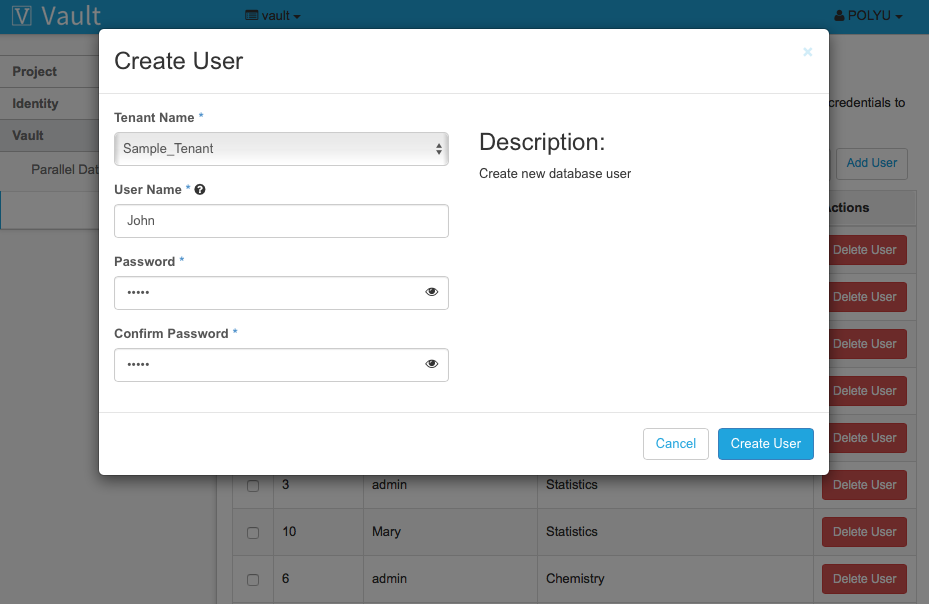 Vault
vault
POLYU
Create User
×
Project
Identity
Vault
Parallel Dat
credentials to
Add User
Tenant Name *
Sample_Tenant
User Name *
John
Password *
•••••
Confirm Password *
•••••
Description:
Create new database user
Cancel
Create User
ctions
Delete User
Delete User
Delete User
Delete User
Delete User
3 admin Statistics Delete User
10 Mary Statistics Delete User
6 admin Chemistry Delete User